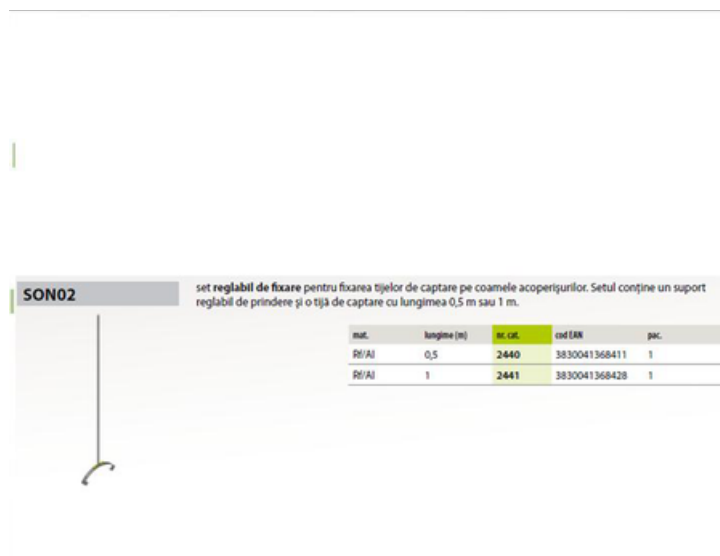 SON02
set reglabil de fixare pentru fixarea tijelor de captare pe coamele acoperișurilor. Setul conține un suport
reglabil de prindere și o tijă de captare cu lungimea 0,5 m sau 1 m.
mat. lungime (m) nr. cat. cod EAN pac.
Rf/Al 0,5 2440 3830041368411 1
Rf/Al 1 2441 3830041368428 1